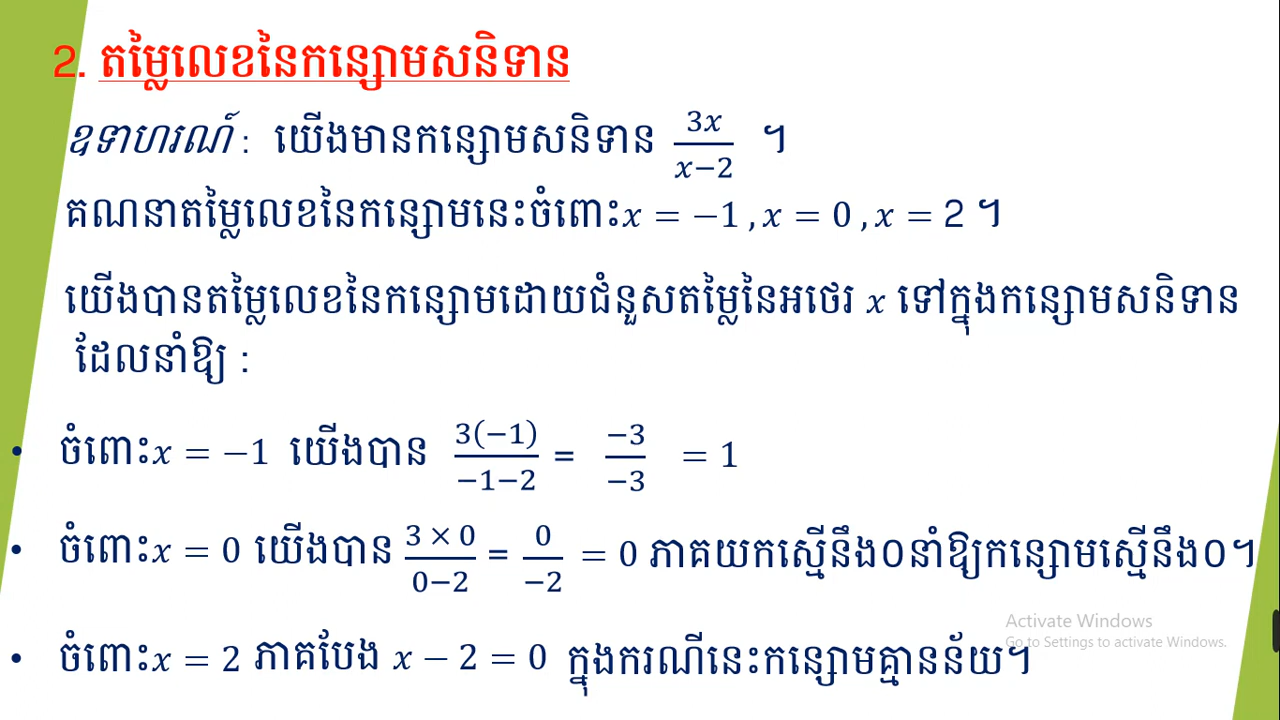 2. តម្លៃលេខនៃកន្សោមសនិទាន
ឧទាហរណ៍ : យើងមានកន្សោមសនិទាន 3x/(x−2) ។
គណនាតម្លៃលេខនៃកន្សោមនេះចំពោះx = −1 , x = 0 , x = 2 ។
យើងបានតម្លៃលេខនៃកន្សោមដោយជំនួសតម្លៃនៃអថេរ x ទៅក្នុងកន្សោមសនិទាន
ដែលនាំឱ្យ :
• ចំពោះx = −1 យើងបាន 3(−1)/(−1−2) = −3/−3 = 1
• ចំពោះx = 0 យើងបាន (3 × 0)/(0−2) = 0/−2 = 0 ភាគយកស្មើនឹង០នាំឱ្យកន្សោមស្មើនឹង០។
• ចំពោះx = 2 ភាគបែង x − 2 = 0 ក្នុងករណីនេះកន្សោមគ្មានន័យ។
Activate Windows
Go to Settings to activate Windows.